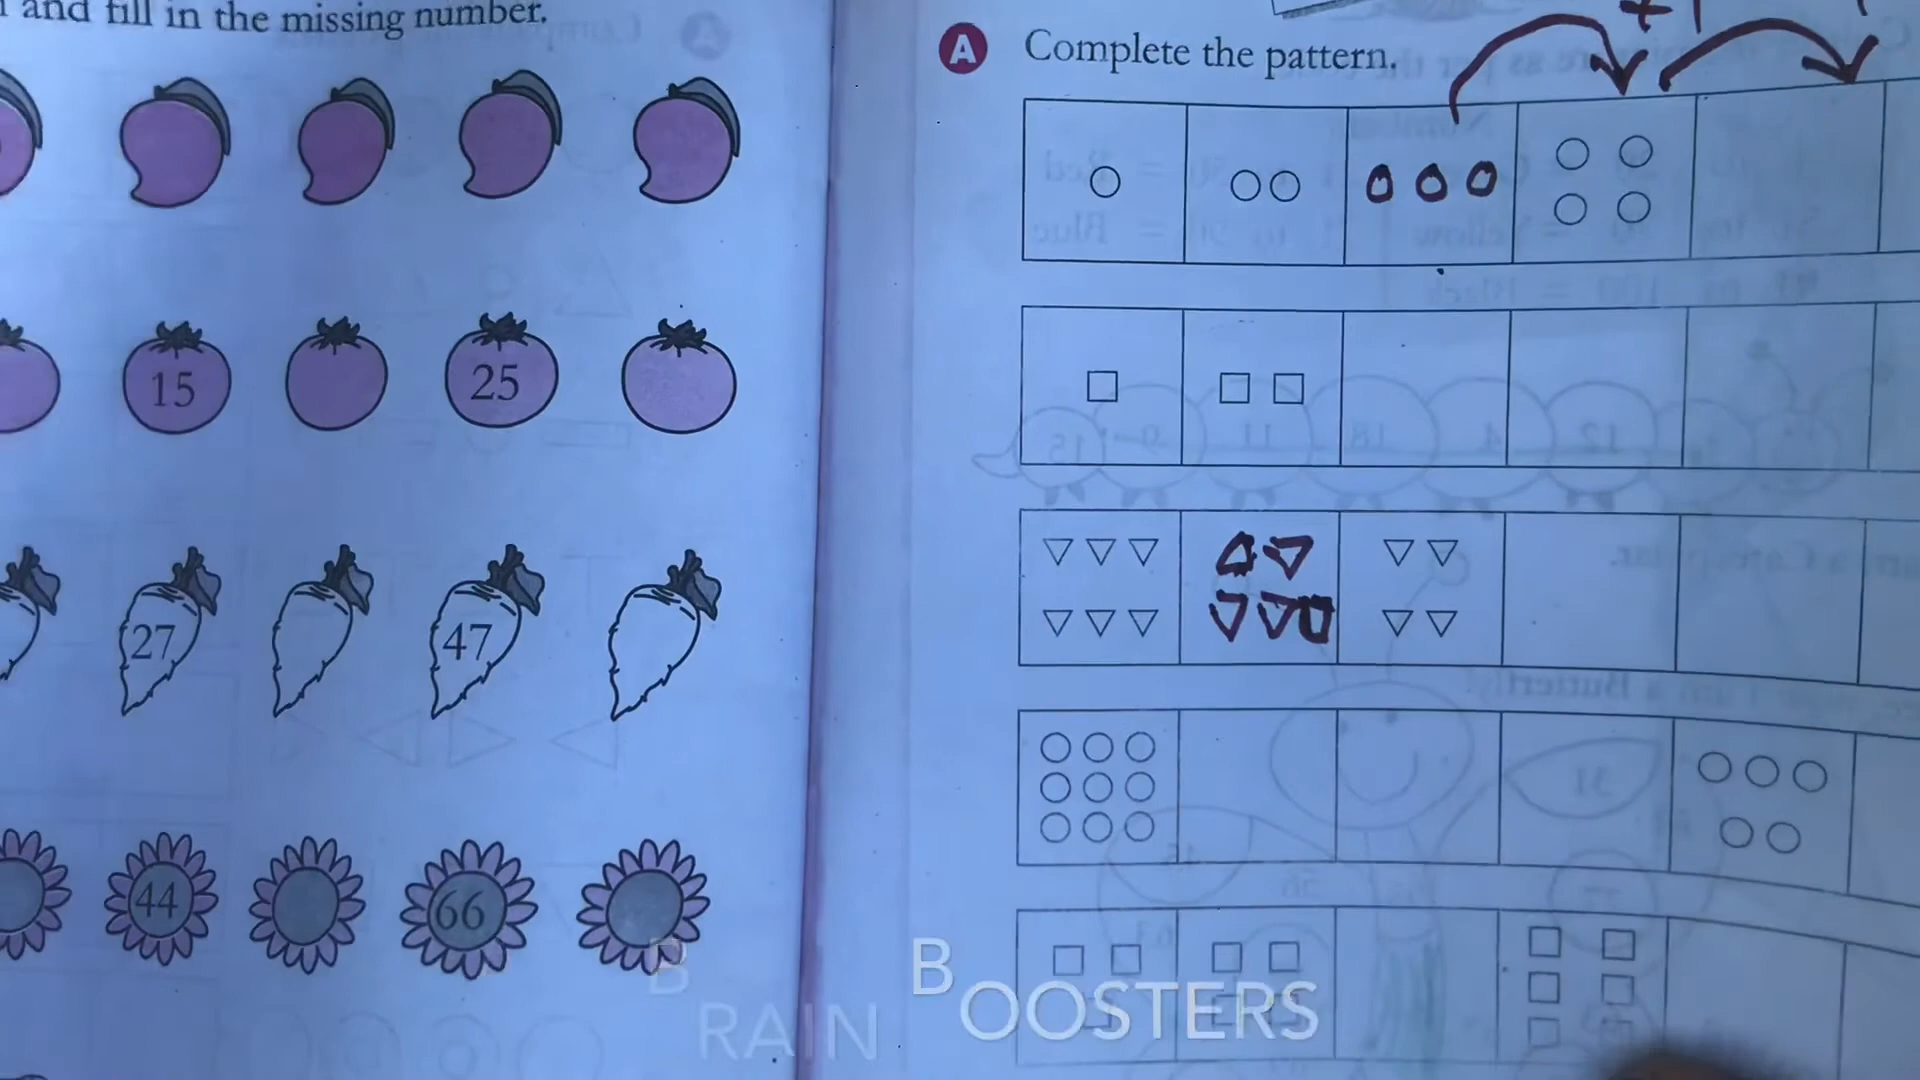 and fill in the missing number.
15 25
27 47
44 66
A Complete the pattern.
+1
BRAIN
BOOSTERS